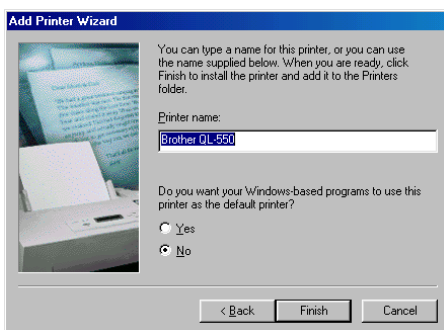 Add Printer Wizard
You can type a name for this printer, or you can use
the name supplied below. When you are ready, click
Finish to install the printer and add it to the Printers
folder.
Printer name:
Brother QL-550
Do you want your Windows-based programs to use this
printer as the default printer?
Yes
No
< Back
Finish
Cancel